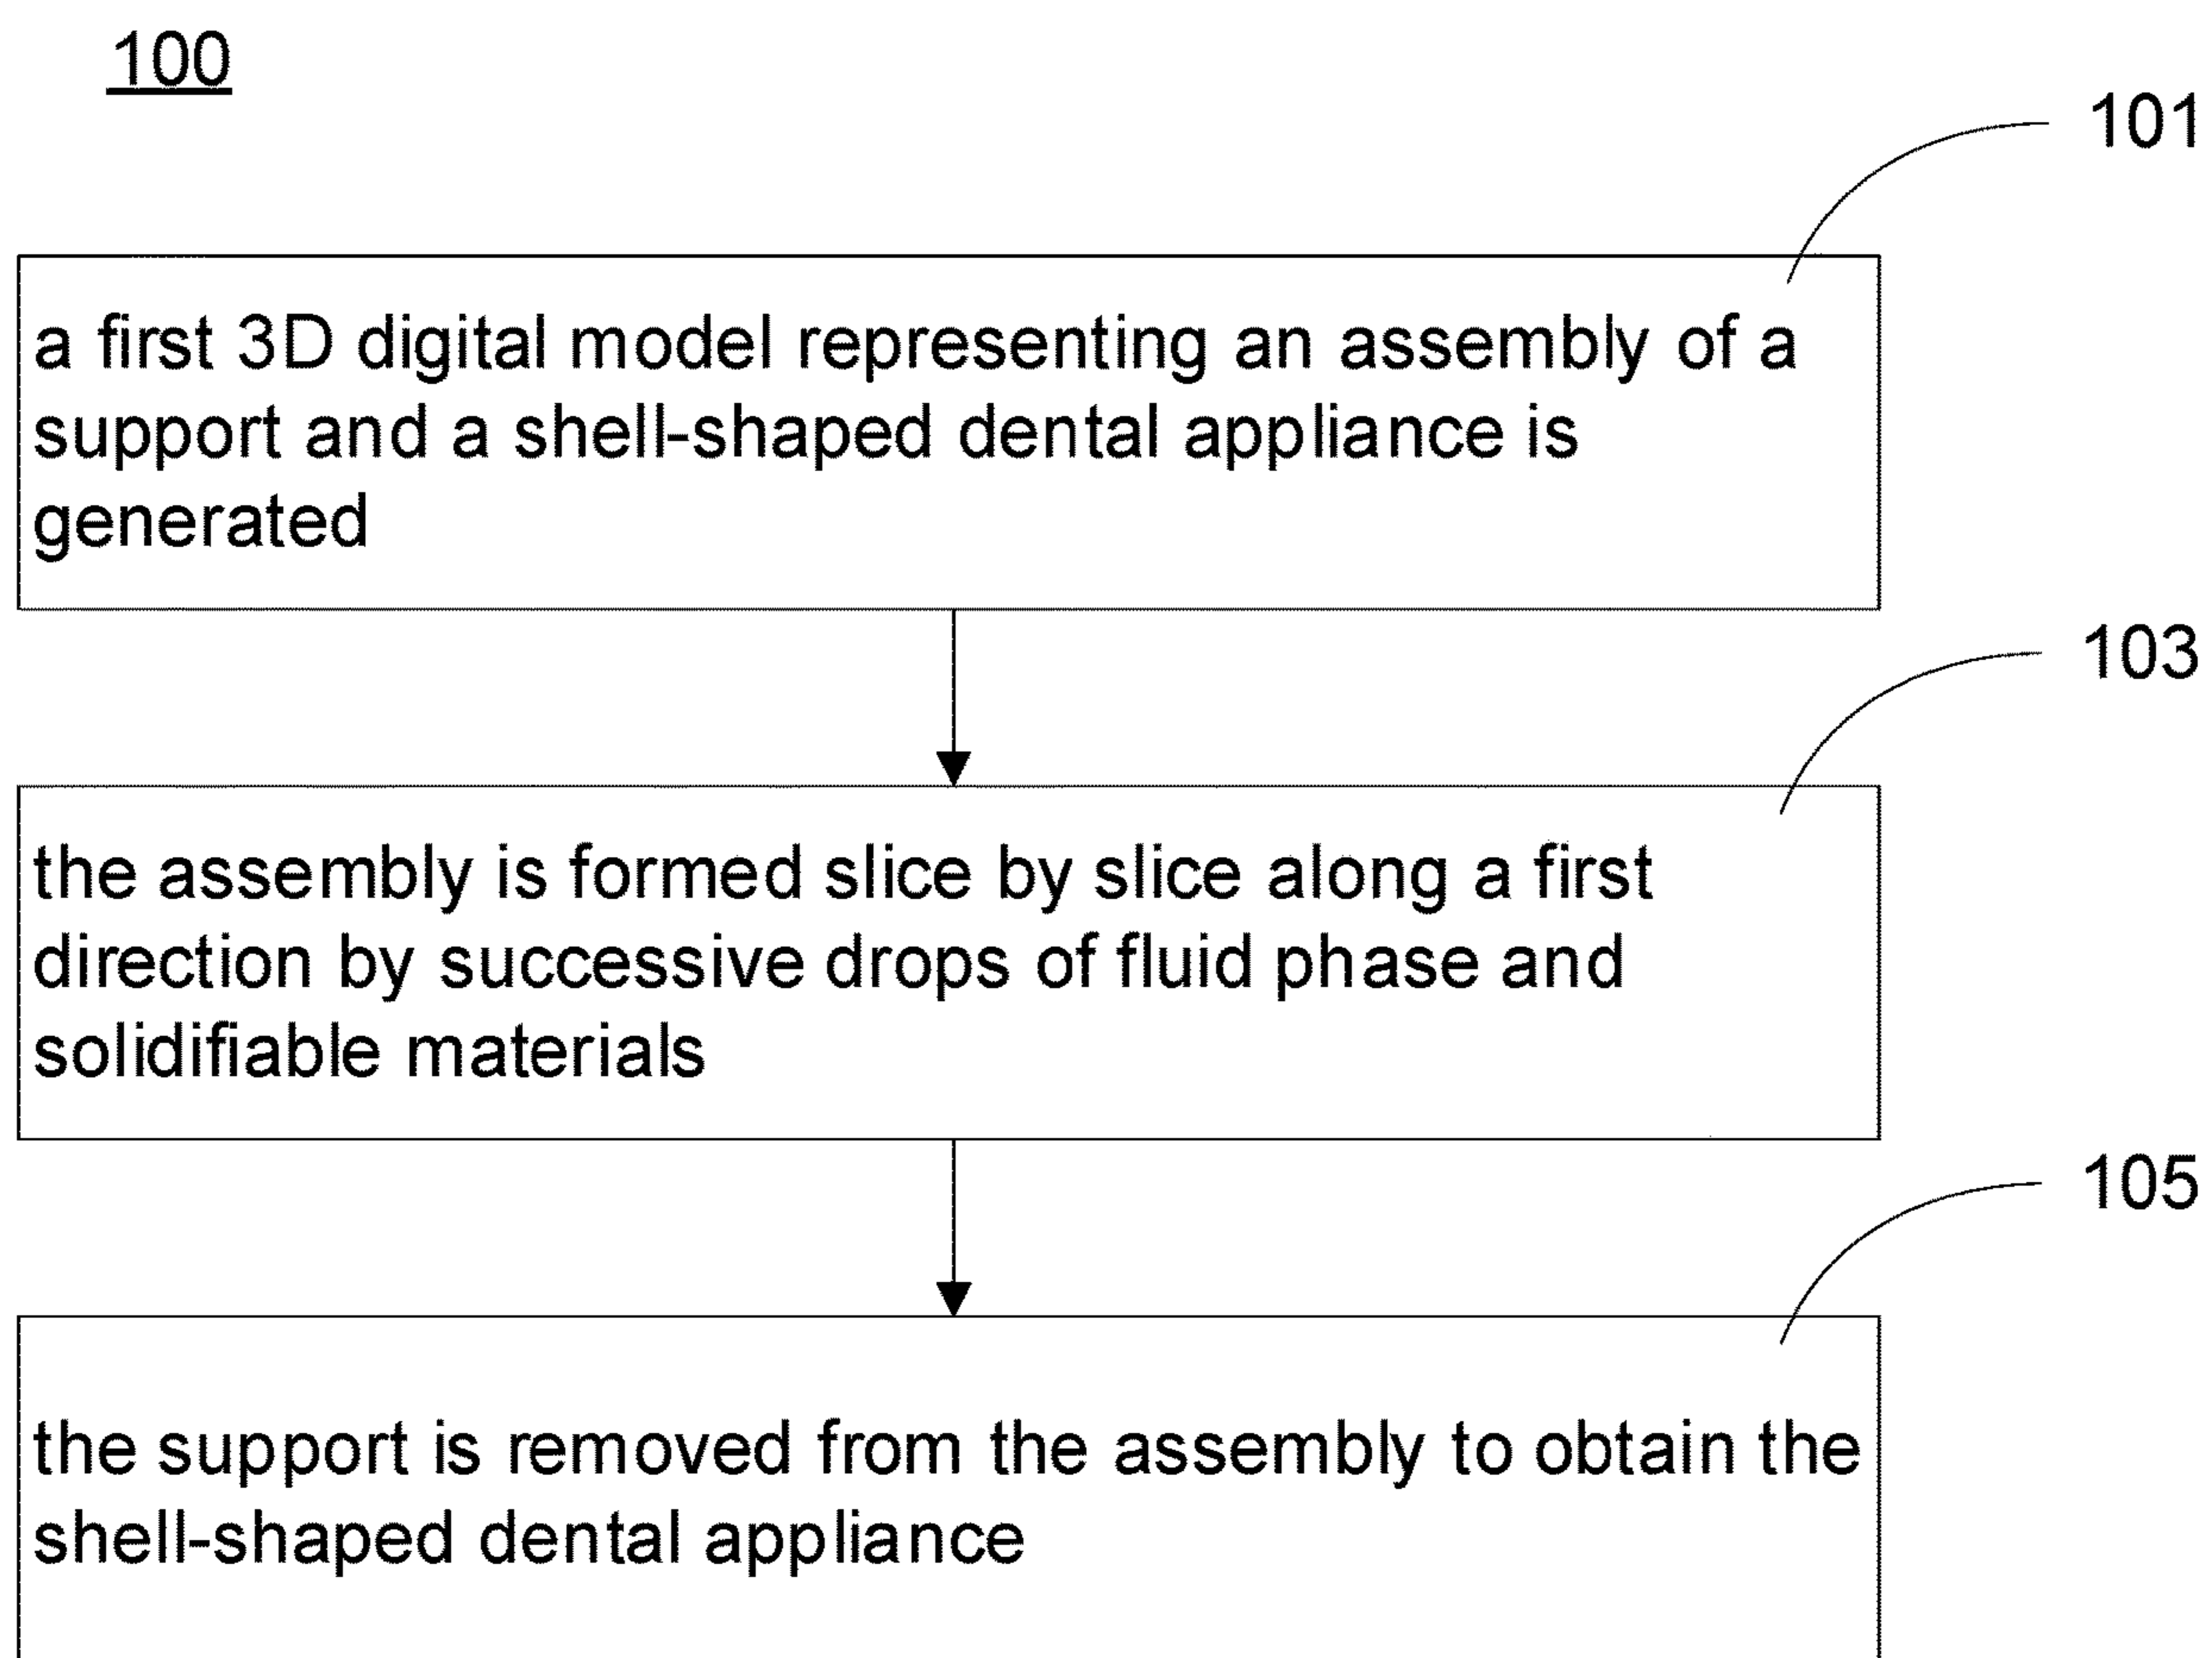 100
101
a first 3D digital model representing an assembly of a
support and a shell-shaped dental appliance is
generated
103
the assembly is formed slice by slice along a first
direction by successive drops of fluid phase and
solidifiable materials
105
the support is removed from the assembly to obtain the
shell-shaped dental appliance